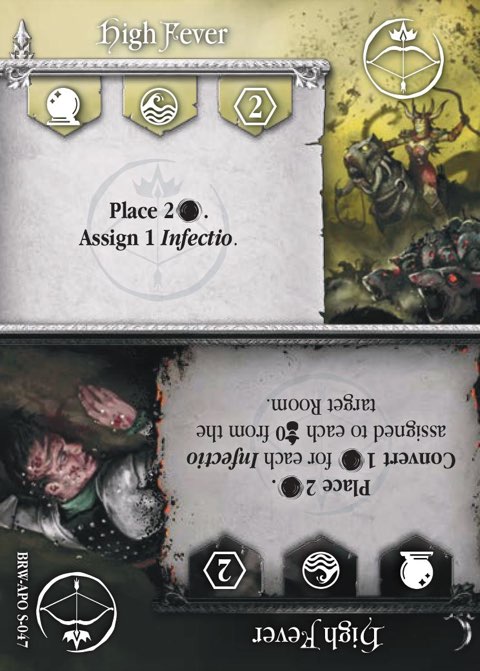 High Fever
2
Place 2.
Assign 1 Infectio.
High Fever
2
Place 2.
Convert 1 for each Infectio
assigned to each from the
target Room.
BRW-APO S-047